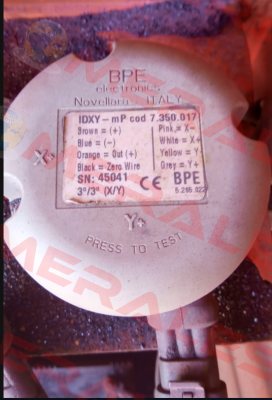 BPE
electronics
Novellara ITALY
IDXY-mP cod 7.350.017
Brown = (+) Pink = X-
Blue = (-) White = X+
Orange = Out (+) Yellow = Y-
Black = Zero Wire Grey = Y+
SN: 45041 CE BPE
3°/3° (X/Y)
X-
Y+
PRESS TO TEST